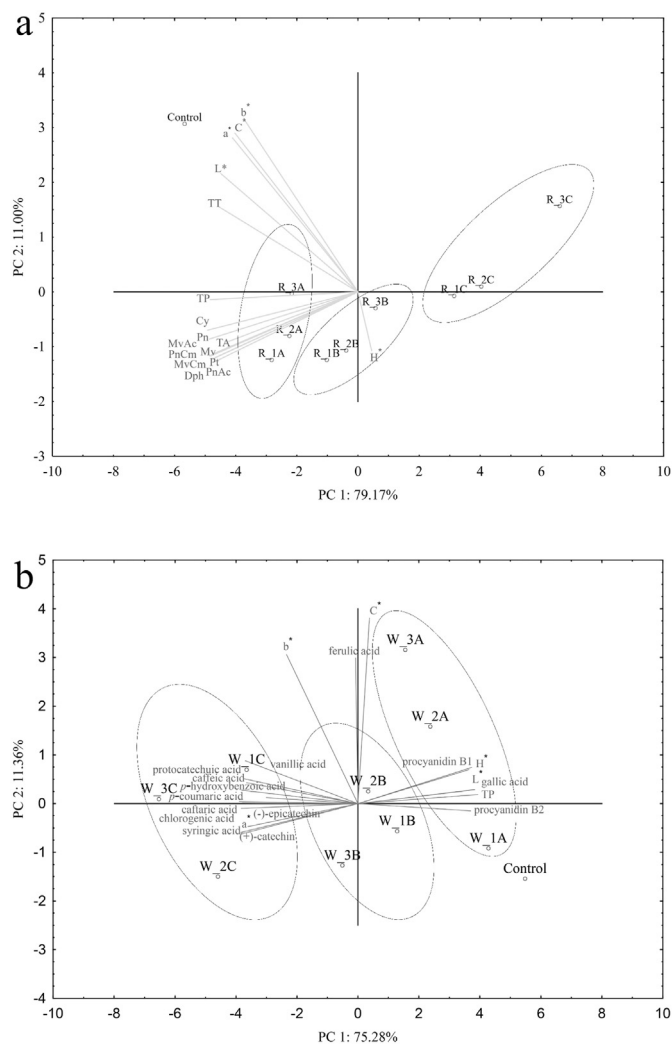 a
5
4
3
2
1
0
-1
-2
-3
PC 2: 11.00%
Control
b*
C*
a*
L*
TT
R_3C
R_3A
R_2C
R_1C
TP
R_3B
Cy
R_2A
Pn
TA
MvAc
Mv
R_2B
PnCm
R_1A
R_1B
H*
MvCm
Pt
Dph
PnAc
-10 -8 -6 -4 -2 0 2 4 6 8 10
PC 1: 79.17%
b
5
4
3
2
1
0
-1
-2
-3
-4
PC 2: 11.36%
C*
W_3A
b*
ferulic acid
W_2A
W_1C
vanillic acid
procyanidin B1
H*
protocatechuic acid
caffeic acid
W_2B
L*
gallic acid
W_3C
p-hydroxybenzoic acid
TP
p-coumaric acid
caftaric acid
(-)-epicatechin
procyanidin B2
chlorogenic acid
a*
W_1B
syringic acid
(+)-catechin
W_1A
W_3B
W_2C
Control
-10 -8 -6 -4 -2 0 2 4 6 8 10
PC 1: 75.28%